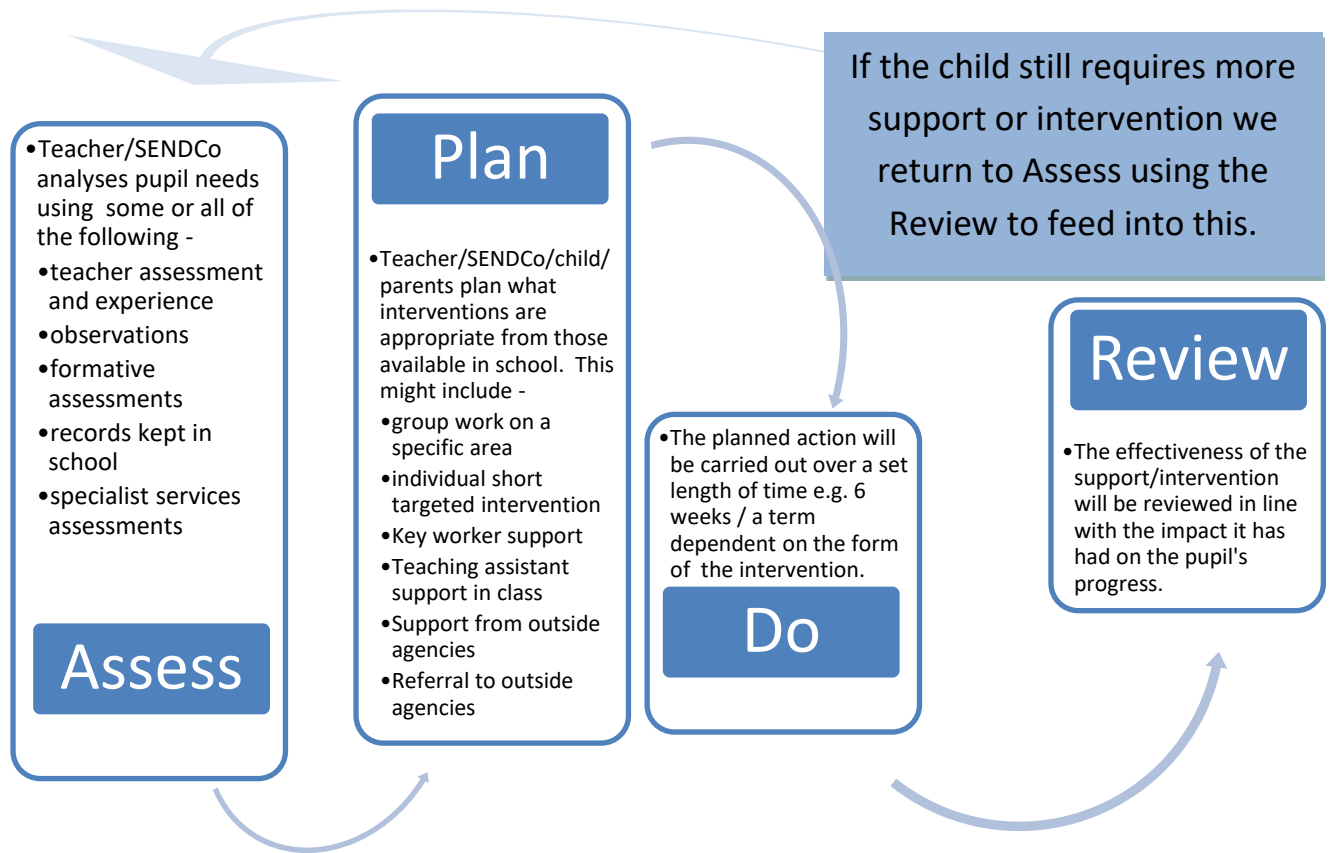 If the child still requires more
support or intervention we
return to Assess using the
Review to feed into this.
•Teacher/SENDCo
analyses pupil needs
using  some or all of
the following -
•teacher assessment
and experience
•observations
•formative
assessments
•records kept in
school
•specialist services
assessments
Assess
Plan
•Teacher/SENDCo/child/
parents plan what
interventions are
appropriate from those
available in school.  This
might include -
•group work on a
specific area
•individual short
targeted intervention
•Key worker support
•Teaching assistant
support in class
•Support from outside
agencies
•Referral to outside
agencies
•The planned action will
be carried out over a set
length of time e.g. 6
weeks / a term
dependent on the form
of  the intervention.
Do
Review
•The effectiveness of the
support/intervention
will be reviewed in line
with the impact it has
had on the pupil's
progress.